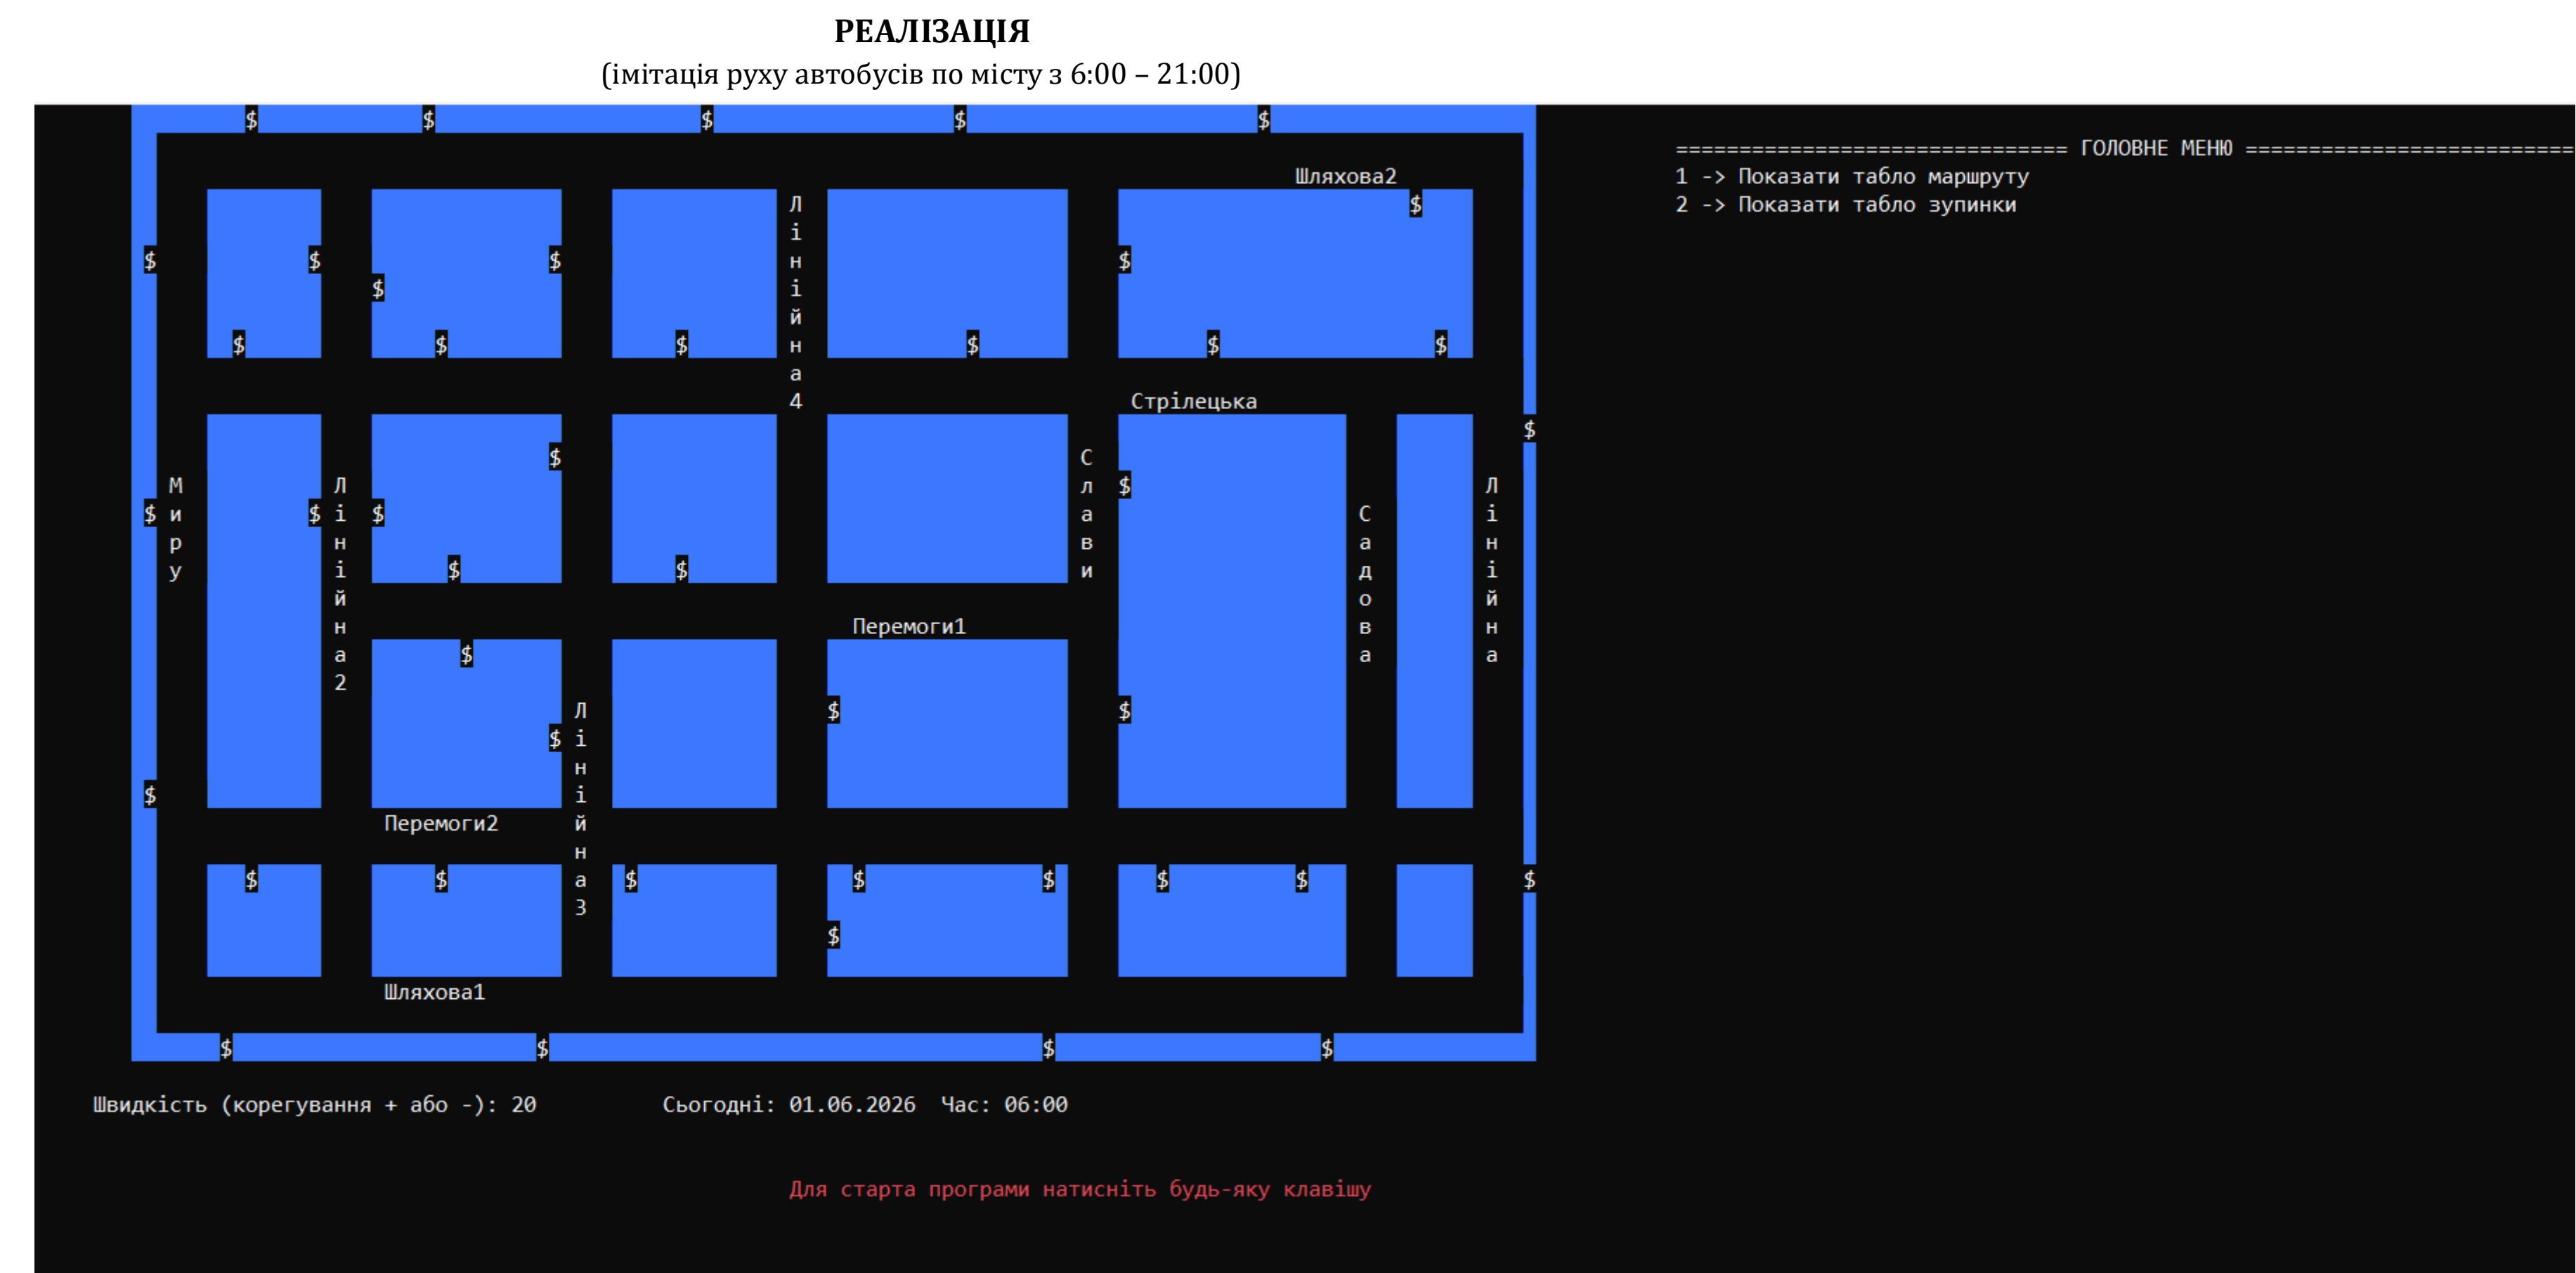 РЕАЛІЗАЦІЯ
(імітація руху автобусів по місту з 6:00 – 21:00)
$ $ $ $ $
Шляхова2
$
Лінійна4
$ $ $ $
$
$ $ $ $ $ $
Стрілецька
$
$
Слави
$
Миру
Лінійна2
Садова
Лінійна
$ $ $
$ $
Перемоги1
$
$ $
Лінійна3
$
$
Перемоги2
$ $ $ $ $ $ $ $
$
Шляхова1
$ $ $ $
Швидкість (корегування + або -): 20 Сьогодні: 01.06.2026 Час: 06:00
Для старта програми натисніть будь-яку клавішу
=============================== ГОЛОВНЕ МЕНЮ ==========================
1 -> Показати табло маршруту
2 -> Показати табло зупинки